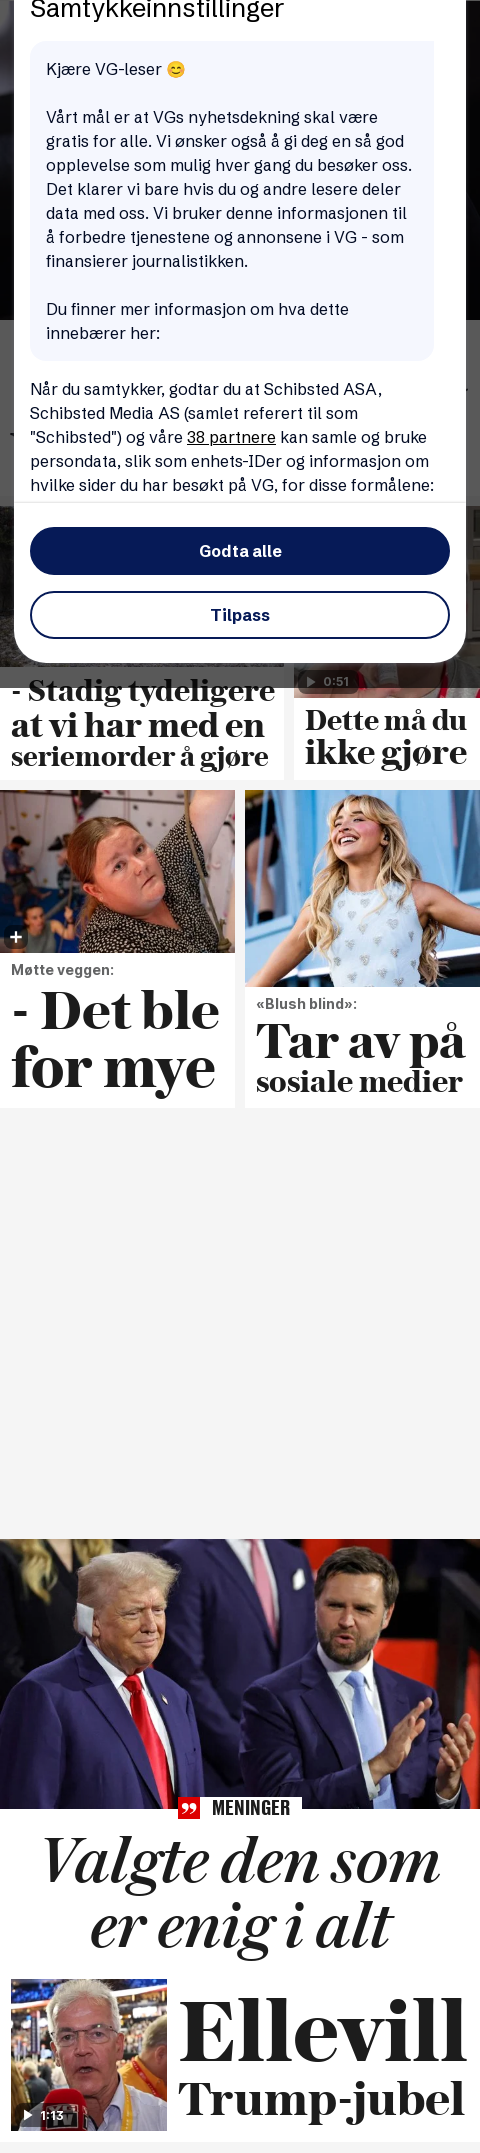 Samtykkeinnstillinger
Kjære VG-leser 😊
Vårt mål er at VGs nyhetsdekning skal være
gratis for alle. Vi ønsker også å gi deg en så god
opplevelse som mulig hver gang du besøker oss.
Det klarer vi bare hvis du og andre lesere deler
data med oss. Vi bruker denne informasjonen til
å forbedre tjenestene og annonsene i VG - som
finansierer journalistikken.
Du finner mer informasjon om hva dette
innebærer her:
Når du samtykker, godtar du at Schibsted ASA,
Schibsted Media AS (samlet referert til som
"Schibsted") og våre 38 partnere kan samle og bruke
persondata, slik som enhets-IDer og informasjon om
hvilke sider du har besøkt på VG, for disse formålene:
Godta alle
Tilpass
- Stadig tydeligere
at vi har med en
seriemorder å gjøre
0:51
Dette må du
ikke gjøre
Møtte veggen:
- Det ble
for mye
«Blush blind»:
Tar av på
sosiale medier
MENINGER
Valgte den som
er enig i alt
1:13
Ellevill
Trump-jubel